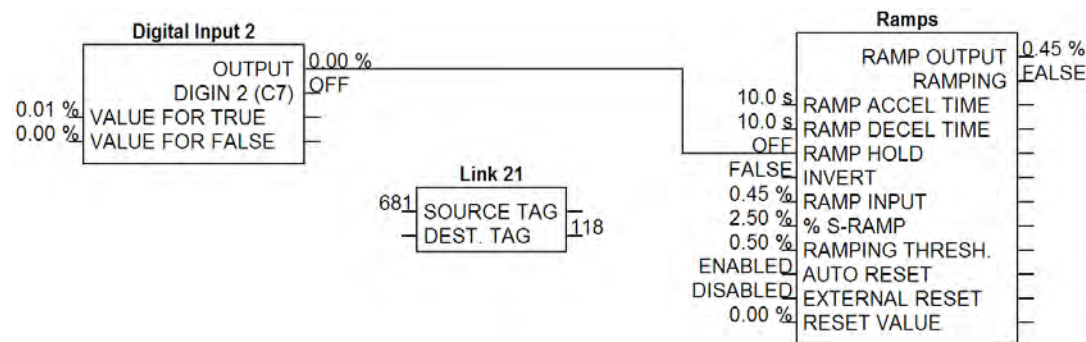 Digital Input 2
OUTPUT 0.00 %
DIGIN 2 (C7) OFF
0.01 % VALUE FOR TRUE
0.00 % VALUE FOR FALSE
Link 21
681 SOURCE TAG
DEST. TAG 118
Ramps
RAMP OUTPUT 0.45 %
RAMPING FALSE
10.0 s RAMP ACCEL TIME
10.0 s RAMP DECEL TIME
OFF RAMP HOLD
FALSE INVERT
0.45 % RAMP INPUT
2.50 % % S-RAMP
0.50 % RAMPING THRESH.
ENABLED AUTO RESET
DISABLED EXTERNAL RESET
0.00 % RESET VALUE